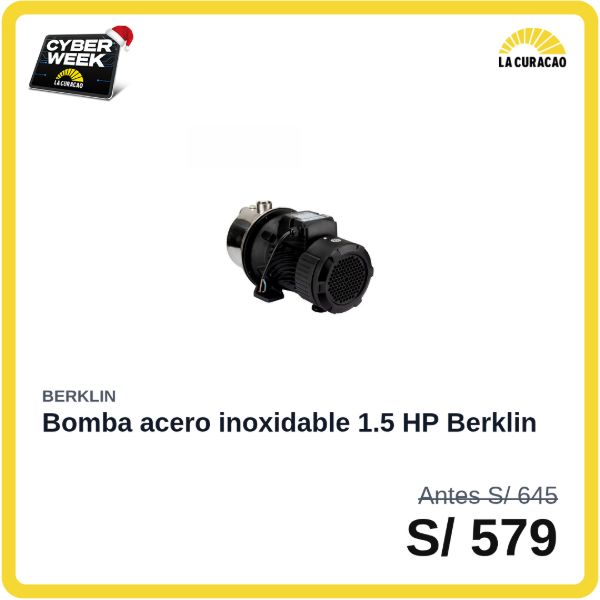 CYBER
WEEK
LA CURACAO
LA CURACAO
BERKLIN
Bomba acero inoxidable 1.5 HP Berklin
Antes S/ 645
S/ 579